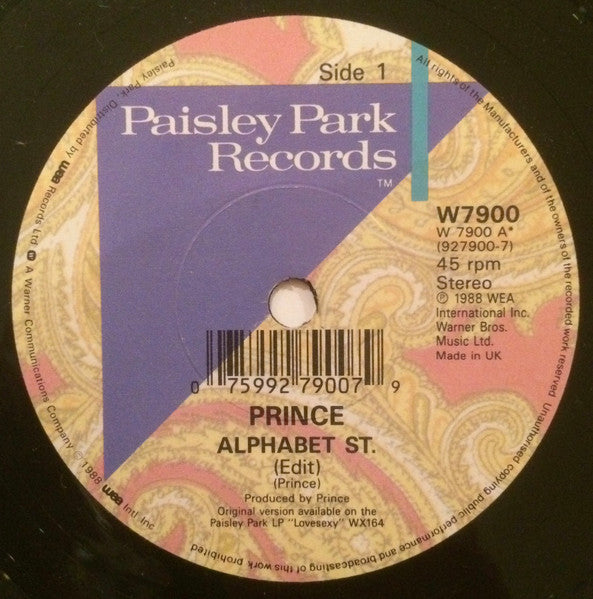 Side 1
Paisley Park
Records
TM
W7900
W 7900 A*
(927900-7)
45 rpm
Stereo
℗ 1988 WEA
International Inc.
Warner Bros.
Music Ltd.
Made in UK
0 75992 79007 9
PRINCE
ALPHABET ST.
(Edit)
(Prince)
Produced by Prince
Original version available on the
Paisley Park LP "Lovesexy" WX164
All rights of the Manufacturers and of the owners of the recorded work reserved. Unauthorised copying public performance and broadcasting of this work prohibited
Paisley Park, Distributed by wea Records Ltd. A Warner Communications Company © 1988 wea Intl. Inc